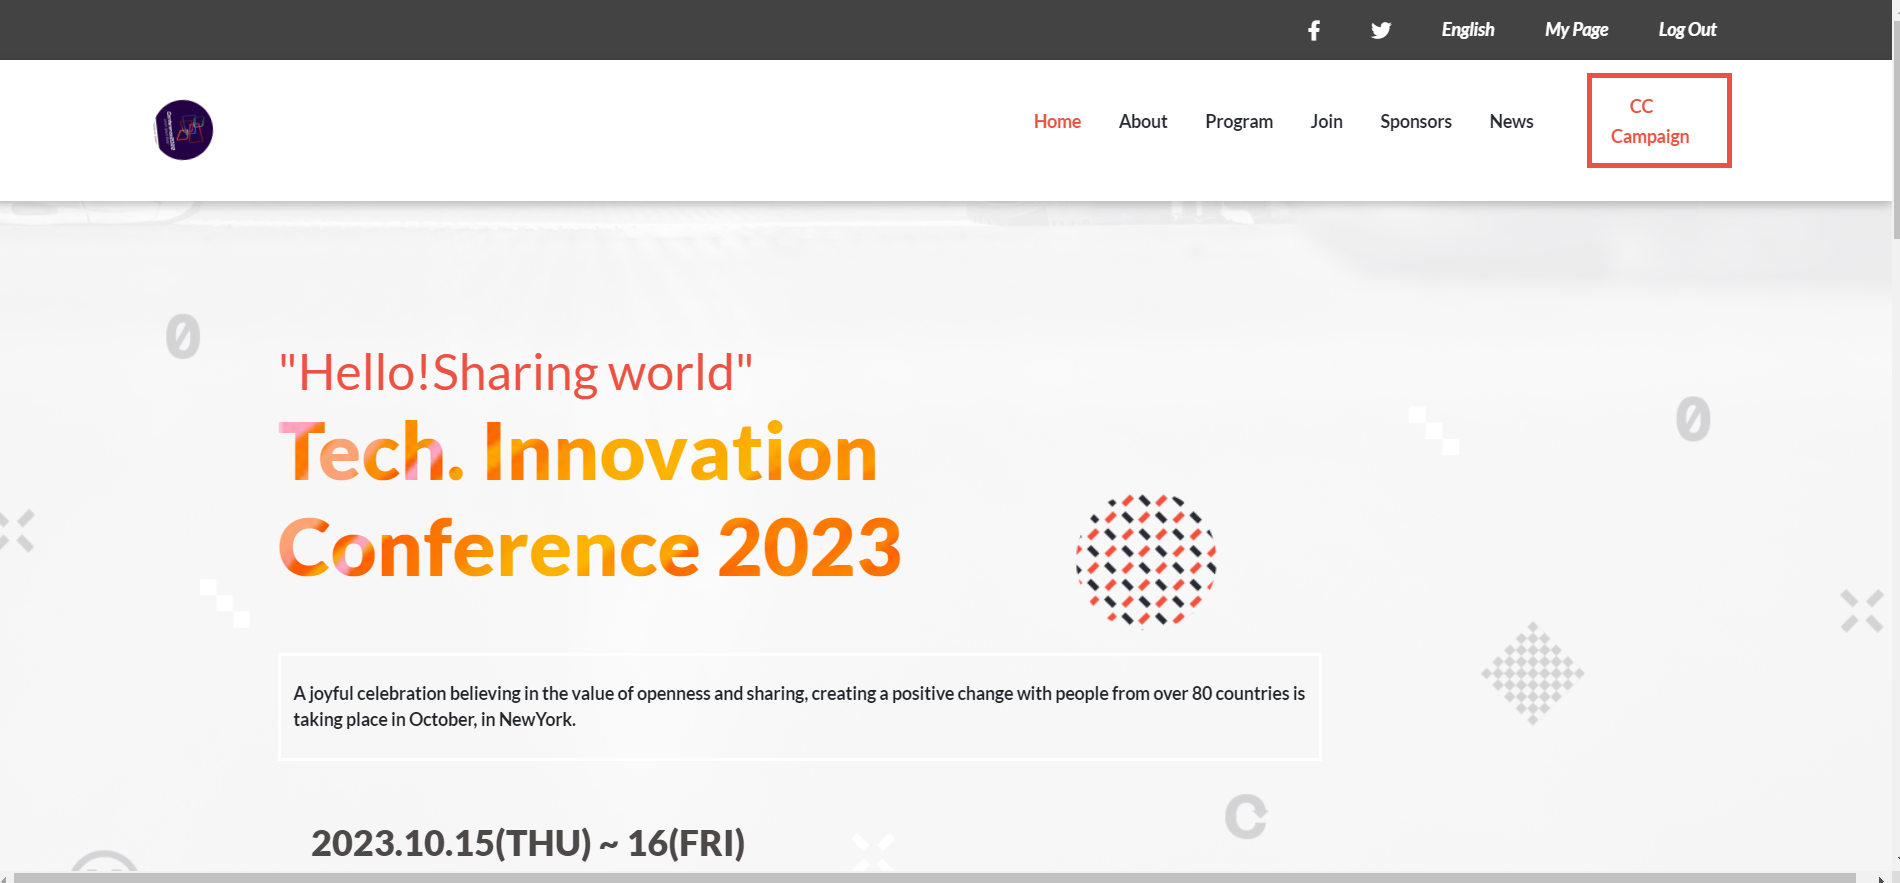 English My Page Log Out
Home About Program Join Sponsors News
CC
Campaign
"Hello!Sharing world"
Tech. Innovation
Conference 2023
A joyful celebration believing in the value of openness and sharing, creating a positive change with people from over 80 countries is
taking place in October, in NewYork.
2023.10.15(THU) ~ 16(FRI)